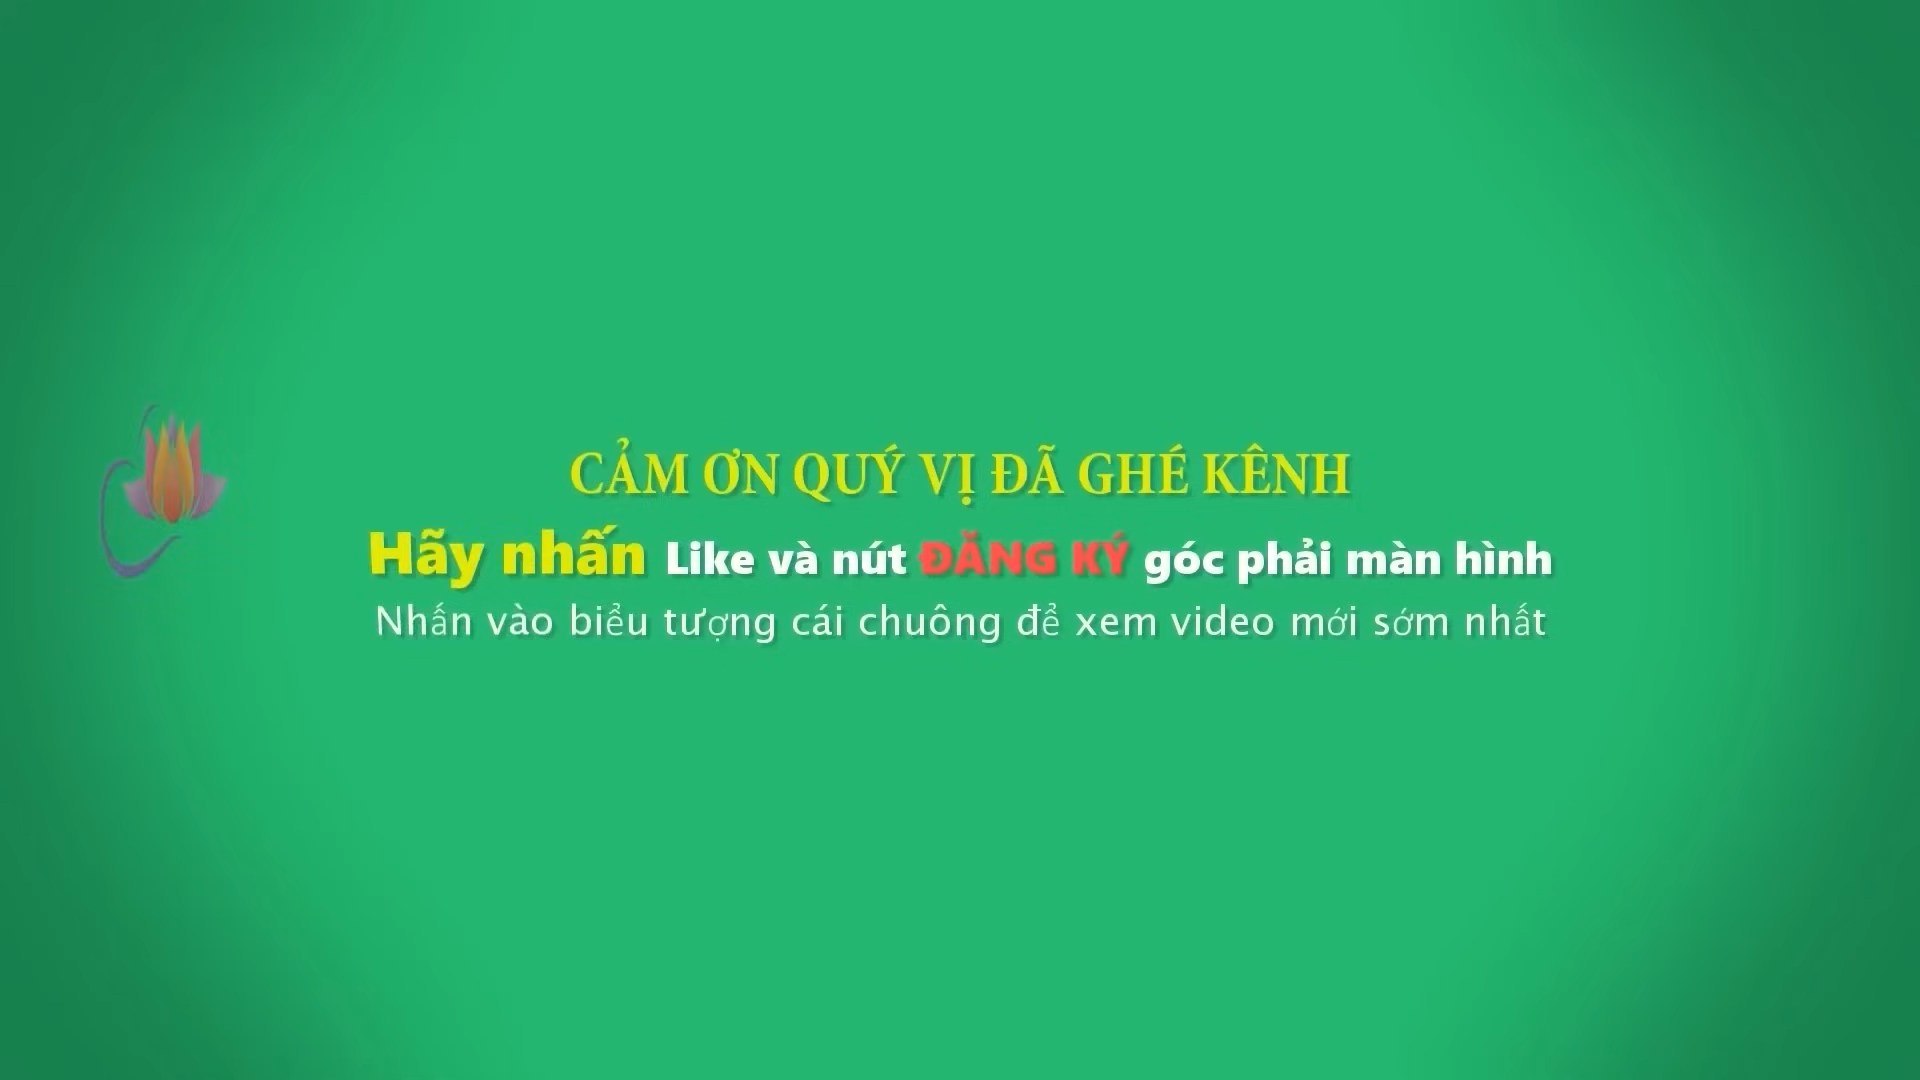 CẢM ƠN QUÝ VỊ ĐÃ GHÉ KÊNH
Hãy nhấn Like và nút ĐĂNG KÝ góc phải màn hình
Nhấn vào biểu tượng cái chuông để xem video mới sớm nhất